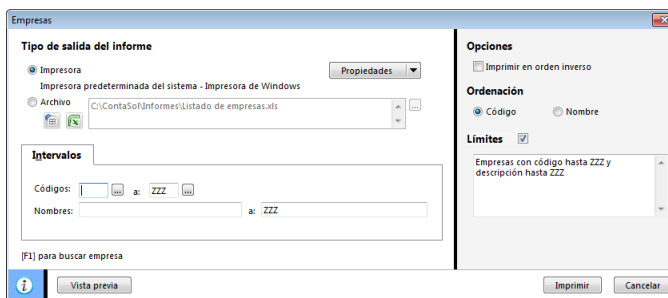 Empresas
Tipo de salida del informe
Impresora
Propiedades
Impresora predeterminada del sistema - Impresora de Windows
Archivo
C:\ContaSol\Informes\Listado de empresas.xls
...
Intervalos
Códigos: ... a: ZZZ ...
Nombres: a: ZZZ
[F1] para buscar empresa
Opciones
Imprimir en orden inverso
Ordenación
Código Nombre
Límites
Empresas con código hasta ZZZ y
descripción hasta ZZZ
Vista previa
Imprimir
Cancelar